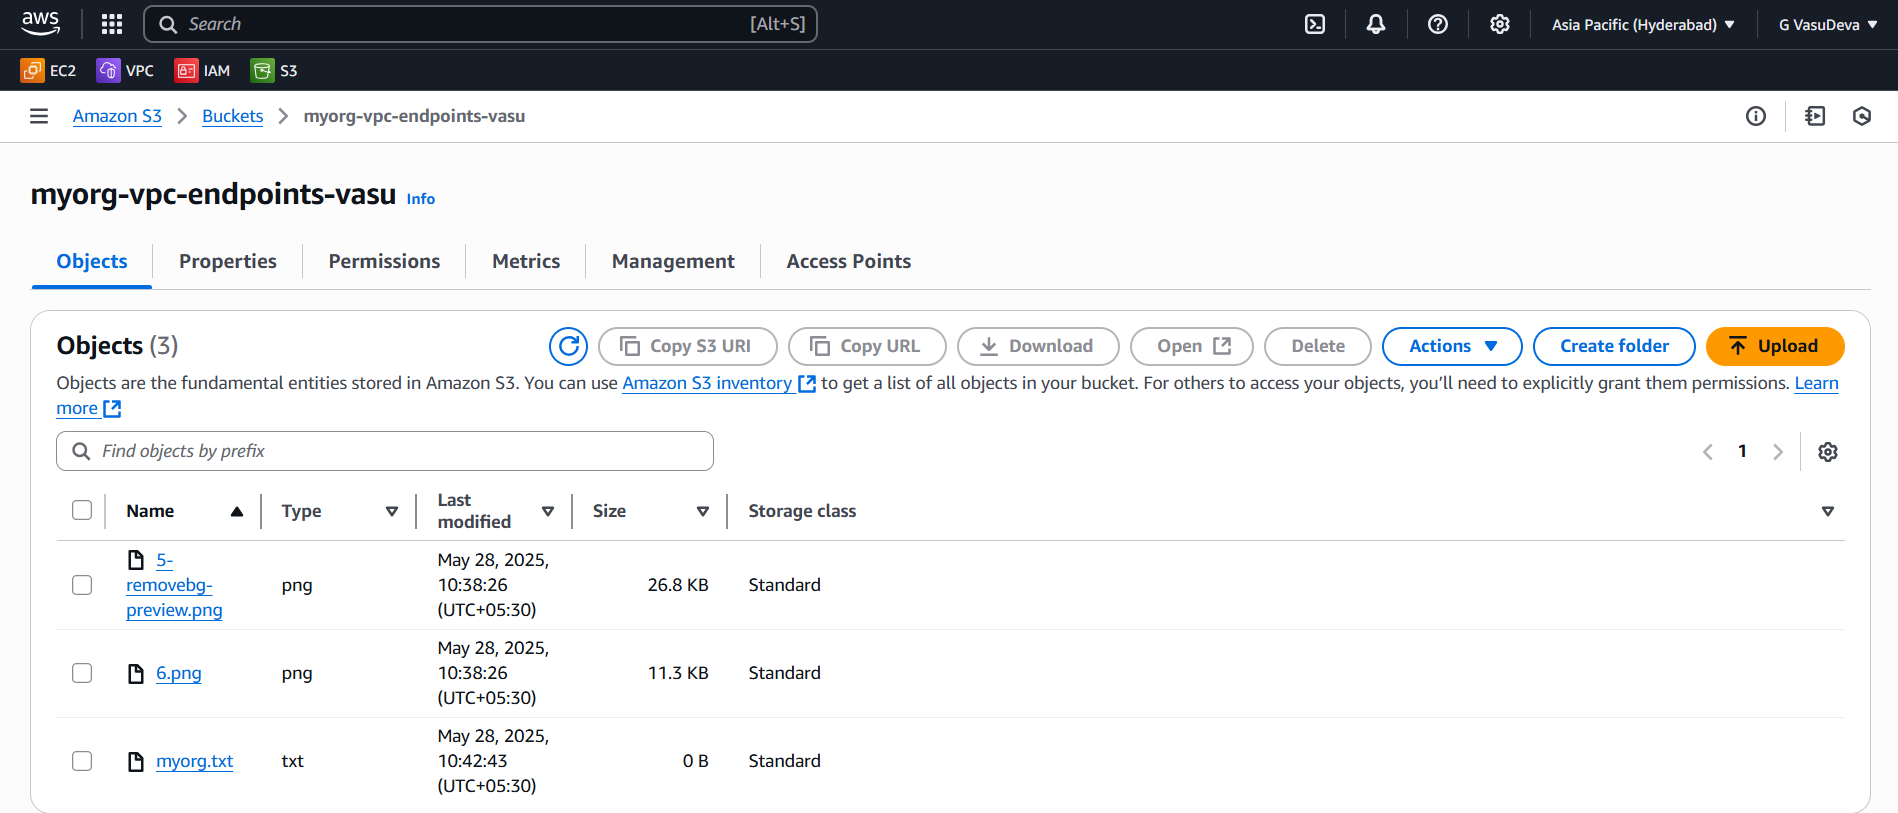 aws
Search [Alt+S]
Asia Pacific (Hyderabad)
G VasuDeva
EC2
VPC
IAM
S3
Amazon S3
Buckets
myorg-vpc-endpoints-vasu
myorg-vpc-endpoints-vasu Info
Objects
Properties
Permissions
Metrics
Management
Access Points
Objects (3)
Copy S3 URI
Copy URL
Download
Open
Delete
Actions
Create folder
Upload
Objects are the fundamental entities stored in Amazon S3. You can use Amazon S3 inventory to get a list of all objects in your bucket. For others to access your objects, you’ll need to explicitly grant them permissions. Learn
more
Find objects by prefix
1
Name
Type
Last
modified
Size
Storage class
5-
removebg-
preview.png
png
May 28, 2025,
10:38:26
(UTC+05:30)
26.8 KB
Standard
6.png
png
May 28, 2025,
10:38:26
(UTC+05:30)
11.3 KB
Standard
myorg.txt
txt
May 28, 2025,
10:42:43
(UTC+05:30)
0 B
Standard